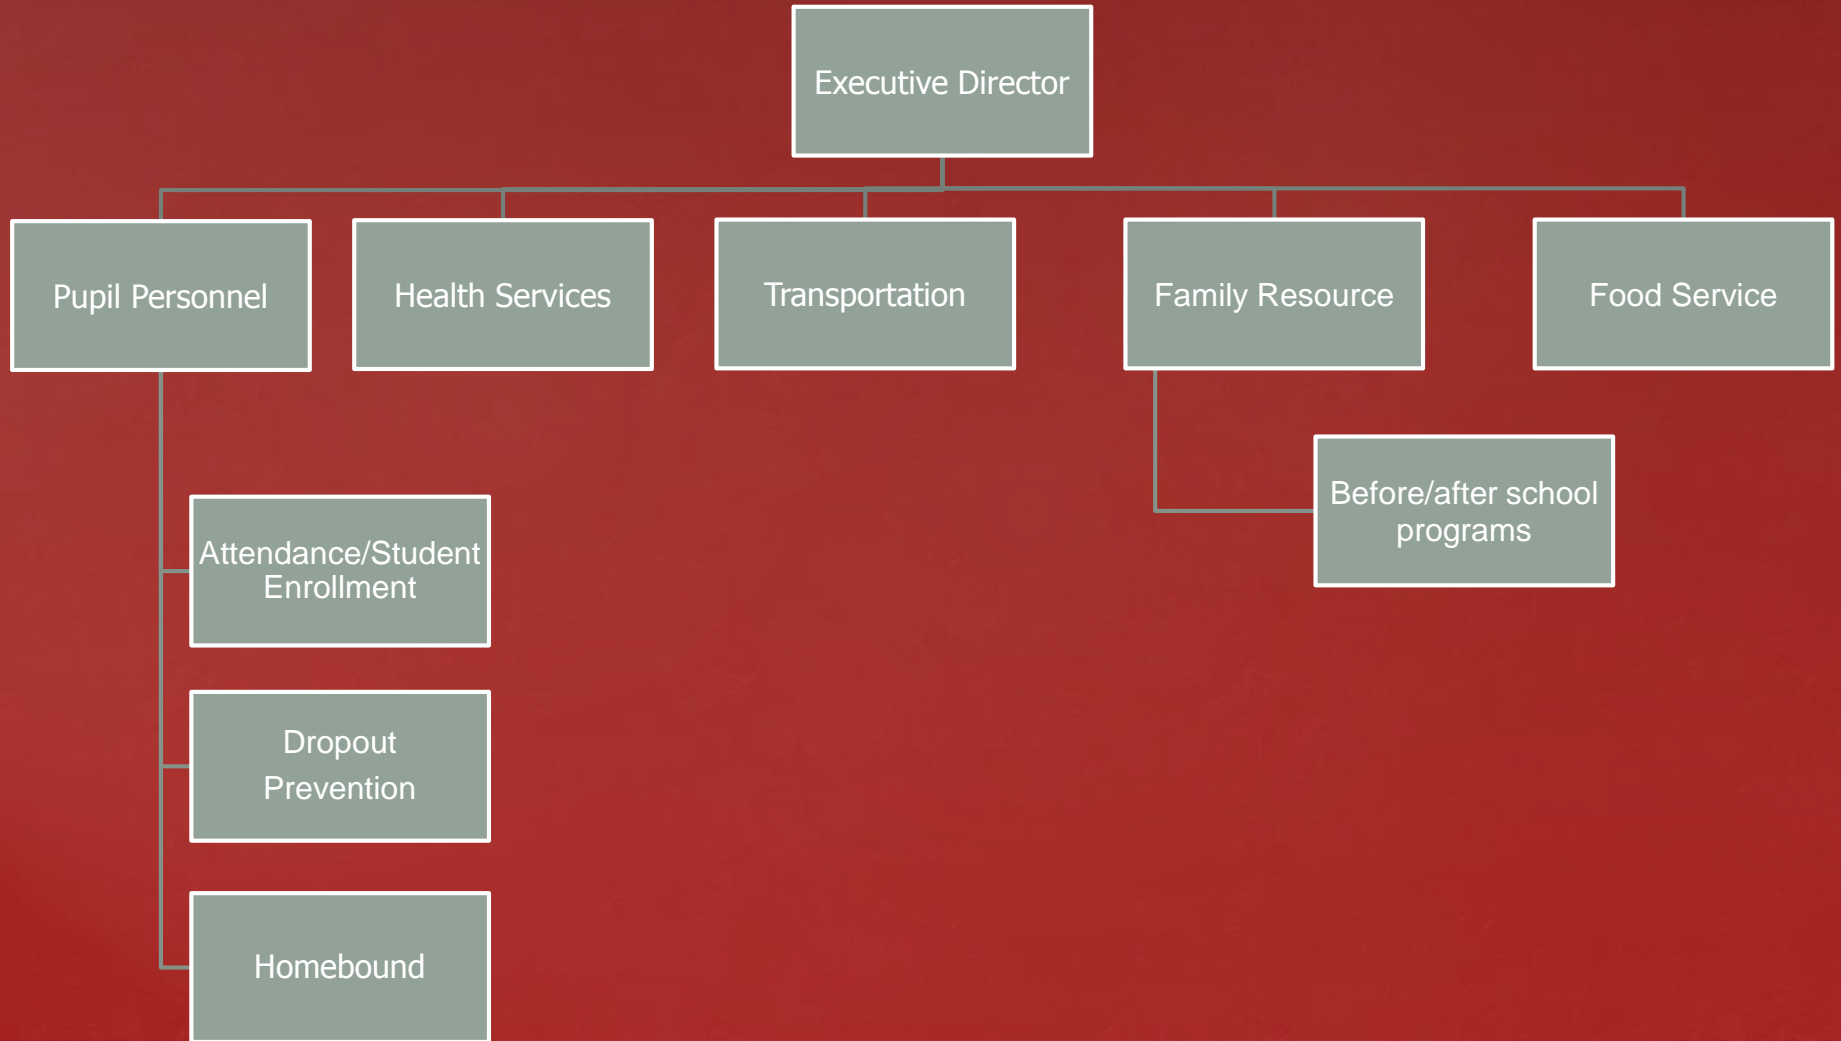 Executive Director
Pupil Personnel
Health Services
Transportation
Family Resource
Food Service
Attendance/Student
Enrollment
Dropout
Prevention
Homebound
Before/after school
programs